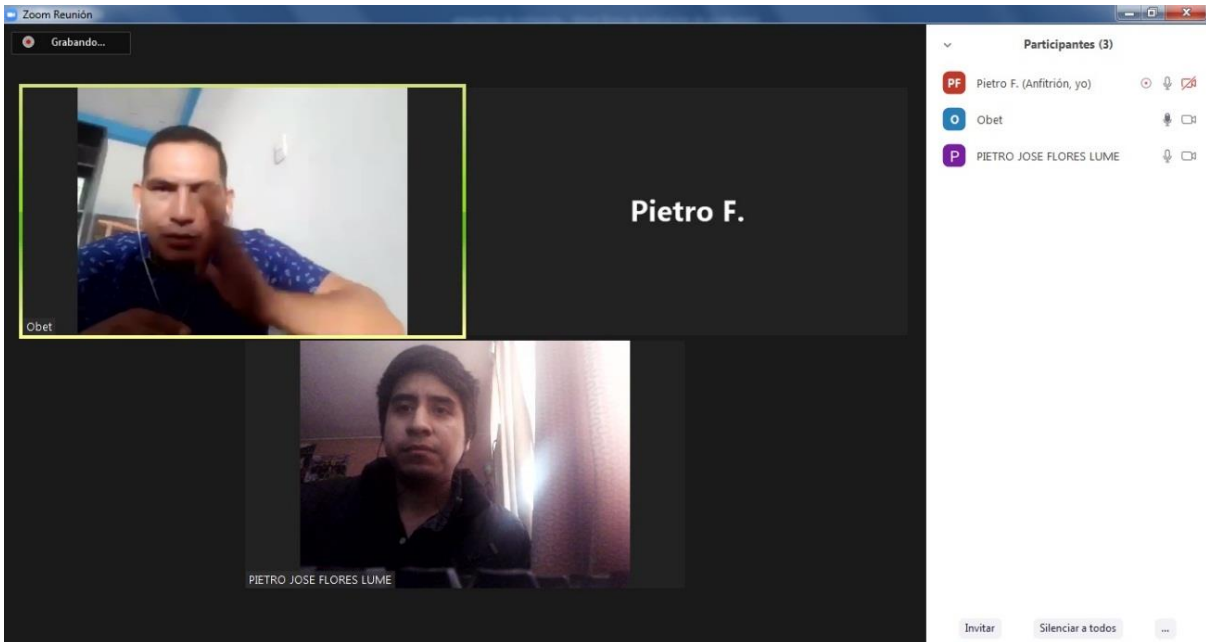 Zoom Reunión
Grabando...
Obet
Pietro F.
PIETRO JOSE FLORES LUME
Participantes (3)
PF Pietro F. (Anfitrión, yo)
O Obet
P PIETRO JOSE FLORES LUME
Invitar Silenciar a todos ...